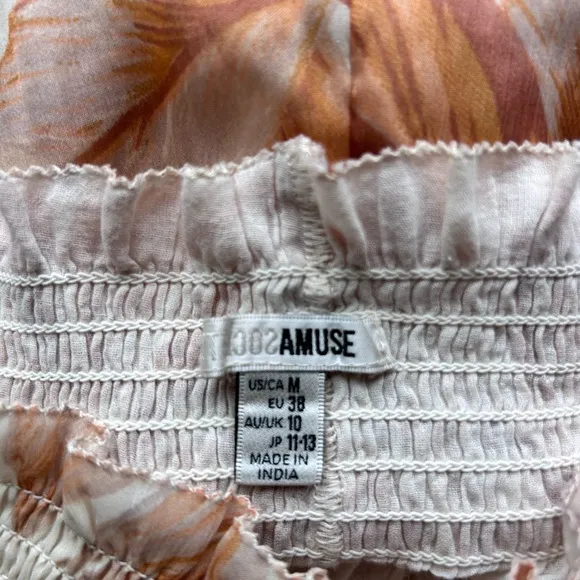 AMUSE
US/CA M
EU 38
AU/UK 10
JP 11-13
MADE IN
INDIA